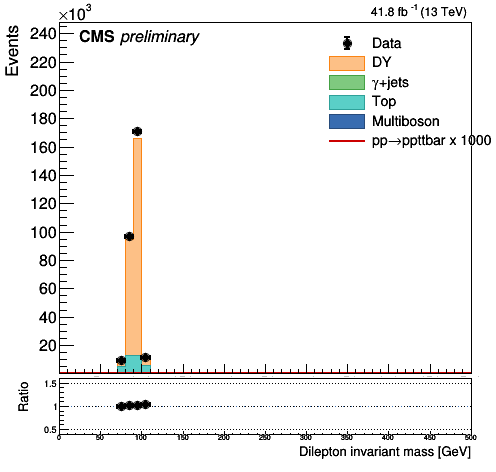 ×10³
41.8 fb⁻¹ (13 TeV)
Events
CMS preliminary
Data
DY
γ+jets
Top
Multiboson
pp→ppttbar x 1000
240
220
200
180
160
140
120
100
80
60
40
20
Ratio
1.5
1
0.5
0 50 100 150 200 250 300 350 400 450 500
Dilepton invariant mass [GeV]